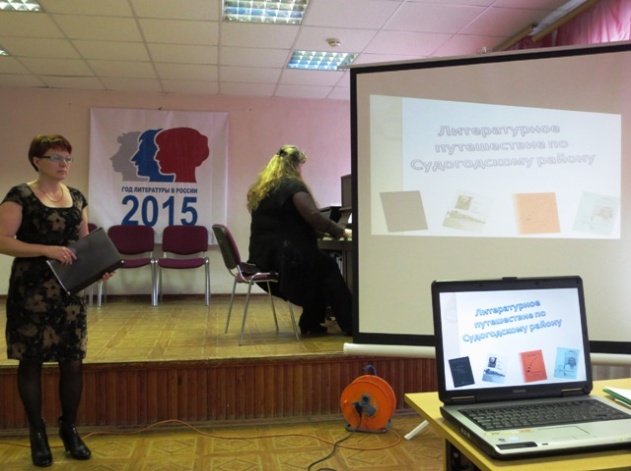 ГОД ЛИТЕРАТУРЫ В РОССИИ
2015
Литературное
путешествие по
Судогодскому району
Литературное
путешествие по
Судогодскому району